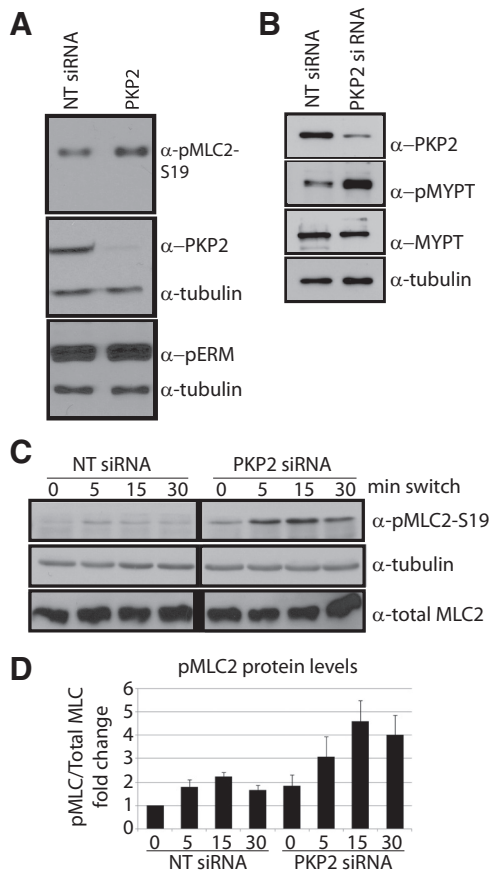 A
NT siRNA
PKP2
α-pMLC2-
S19
α–PKP2
α-tubulin
α–pERM
α-tubulin
B
NT siRNA
PKP2 si RNA
α–PKP2
α–pMYPT
α–MYPT
α-tubulin
C
NT siRNA PKP2 siRNA
0 5 15 30 0 5 15 30 min switch
α-pMLC2-S19
α-tubulin
α-total MLC2
D
pMLC2 protein levels
pMLC/Total MLC
fold change
6
5
4
3
2
1
0
0 5 15 30 0 5 15 30
NT siRNA PKP2 siRNA